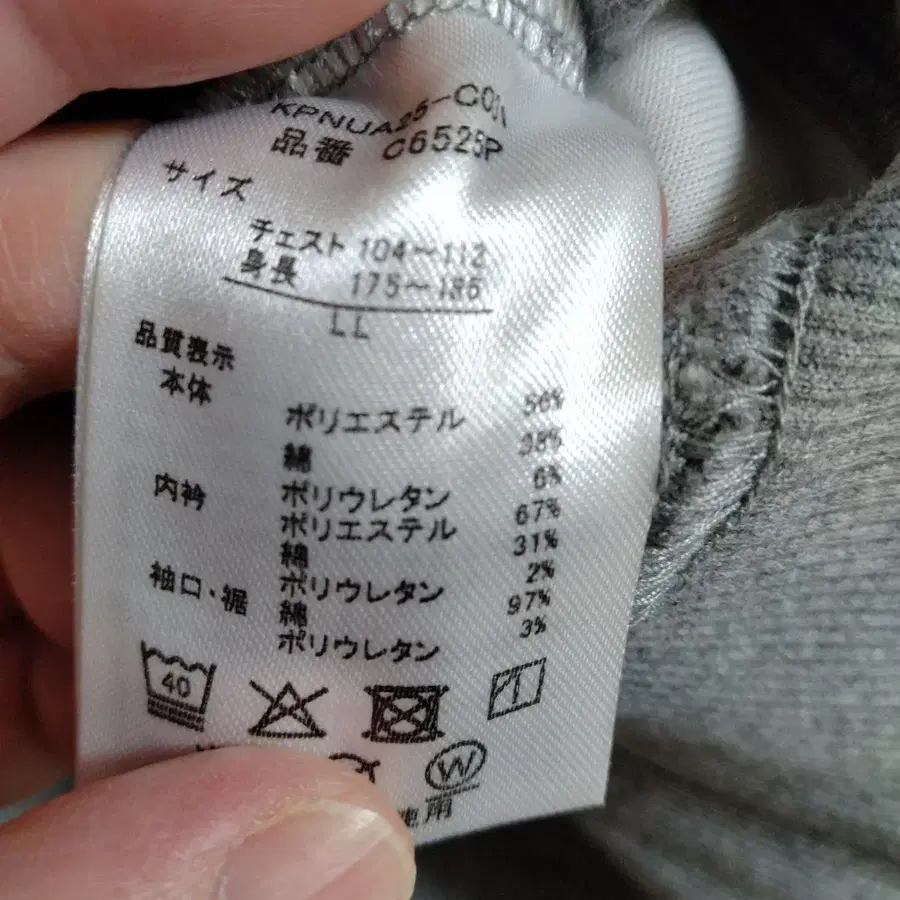 品番 C6525P
サイズ
チェスト 104～112
身長 175～185
LL
品質表示
本体
ポリエステル 56%
綿 38%
ポリウレタン 6%
内衿 ポリエステル 67%
綿 31%
ポリウレタン 2%
袖口・裾 綿 97%
ポリウレタン 3%
40
W
使用